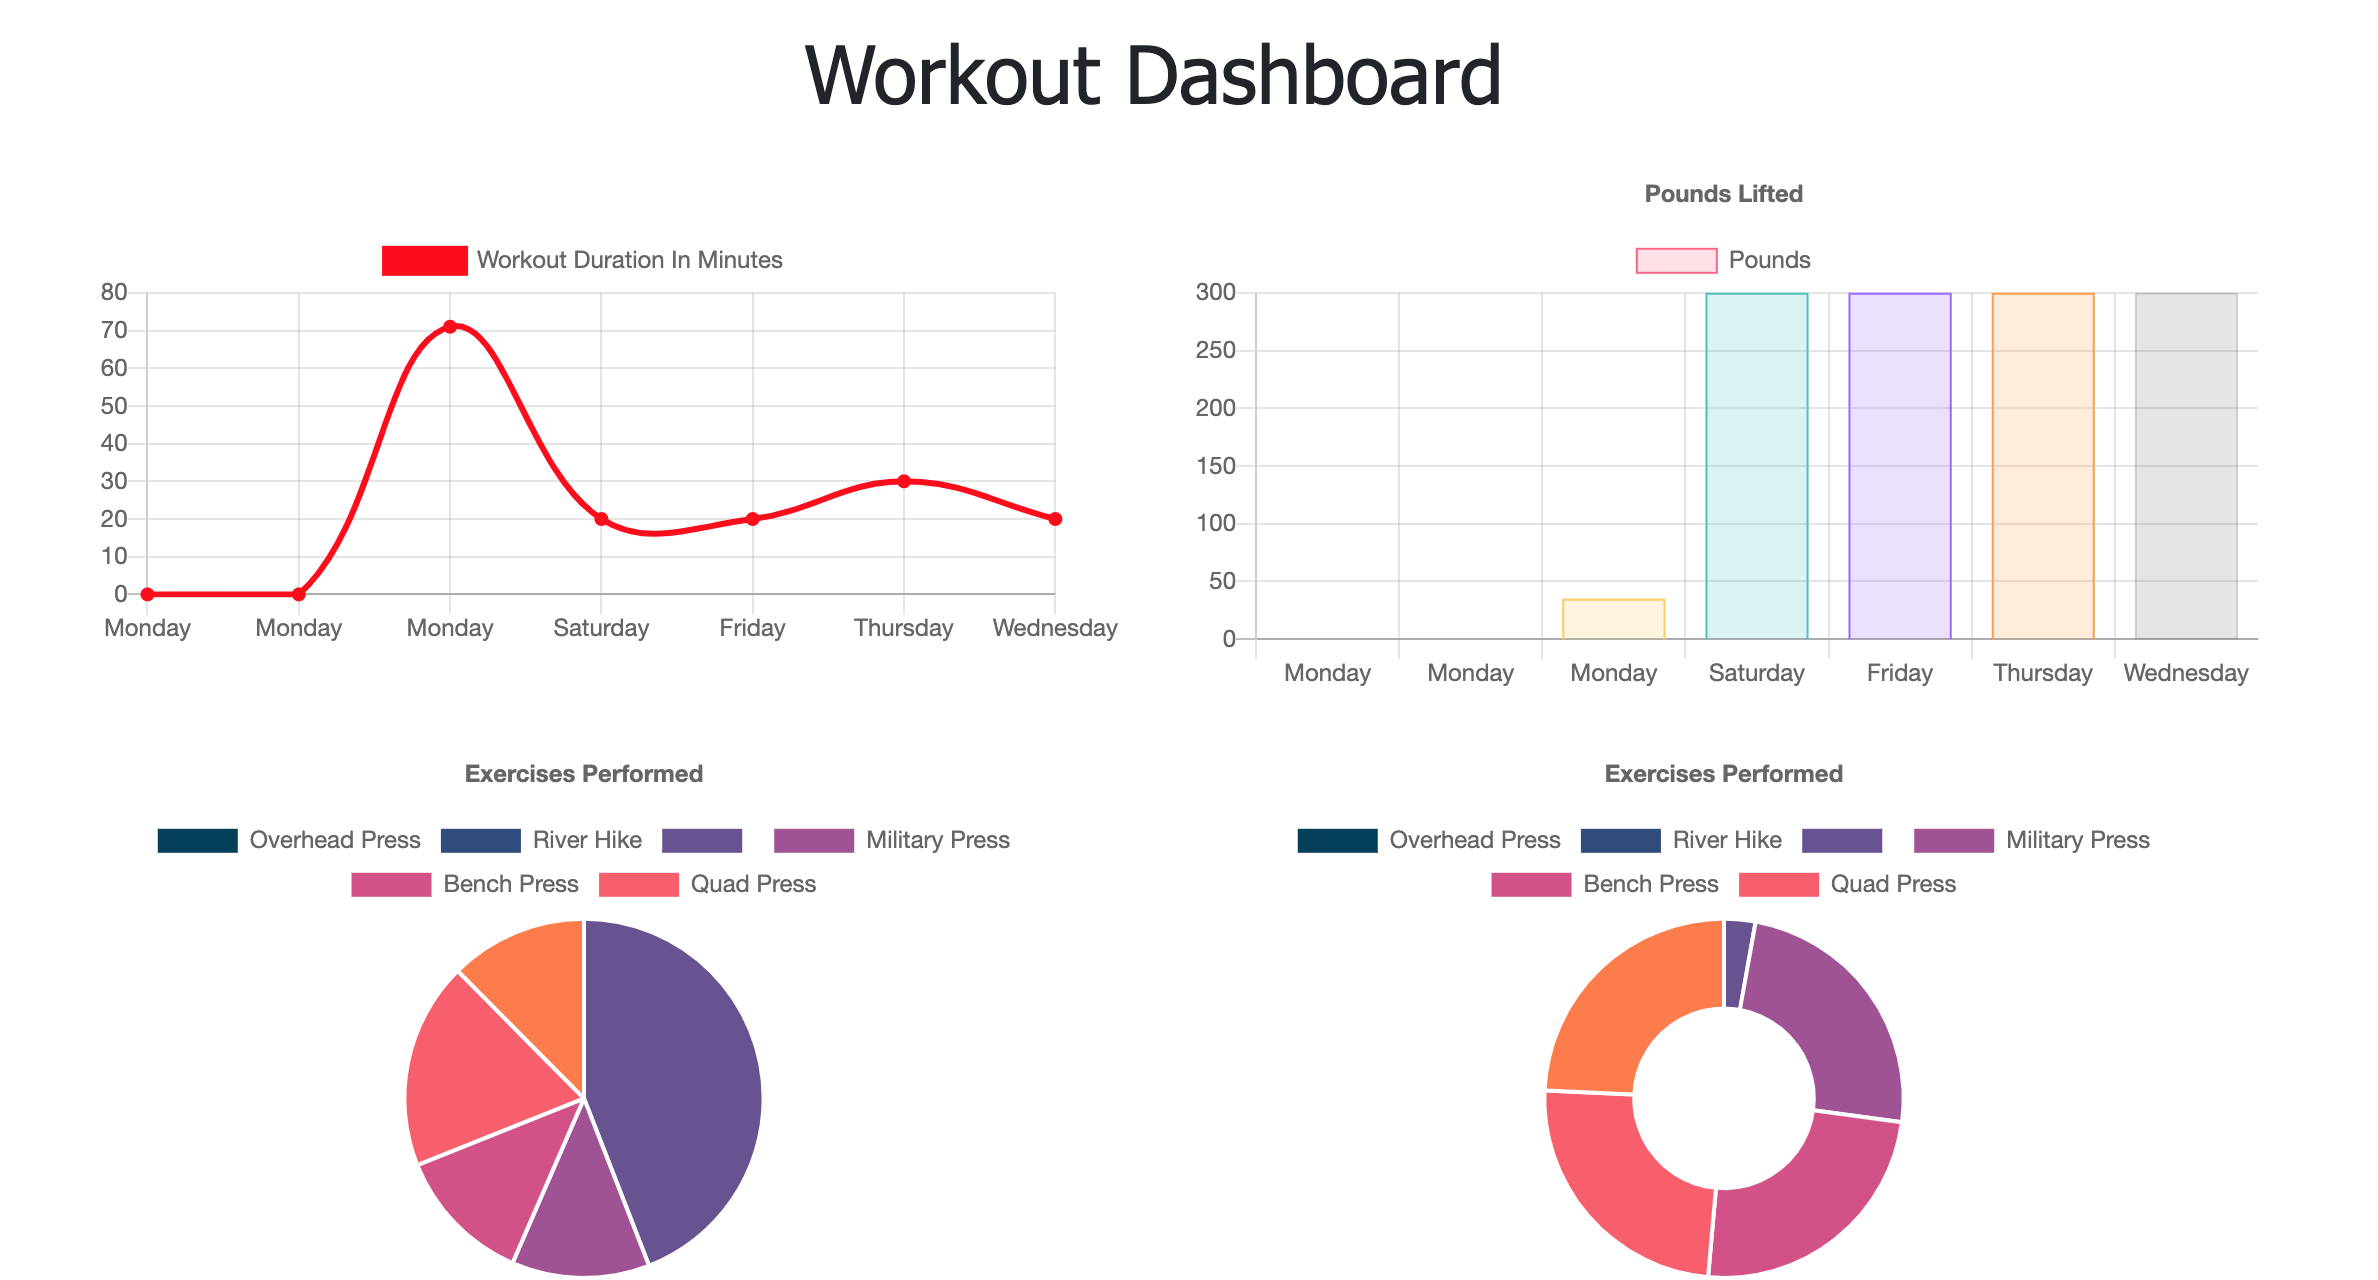 Workout Dashboard
Workout Duration In Minutes
80
70
60
50
40
30
20
10
0
Monday Monday Monday Saturday Friday Thursday Wednesday
Pounds Lifted
Pounds
300
250
200
150
100
50
0
Monday Monday Monday Saturday Friday Thursday Wednesday
Exercises Performed
Overhead Press River Hike Military Press
Bench Press Quad Press
Exercises Performed
Overhead Press River Hike Military Press
Bench Press Quad Press